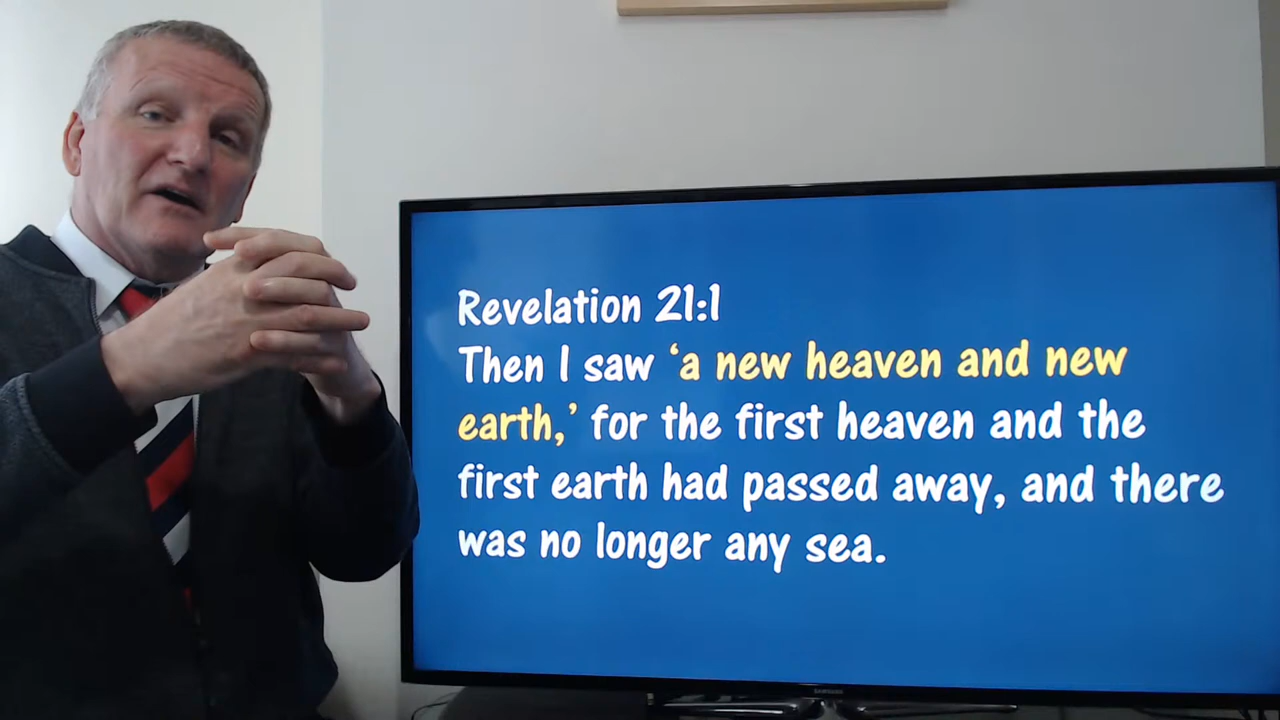 Revelation 21:1
Then I saw ‘a new heaven and new
earth,’ for the first heaven and the
first earth had passed away, and there
was no longer any sea.
SAMSUNG